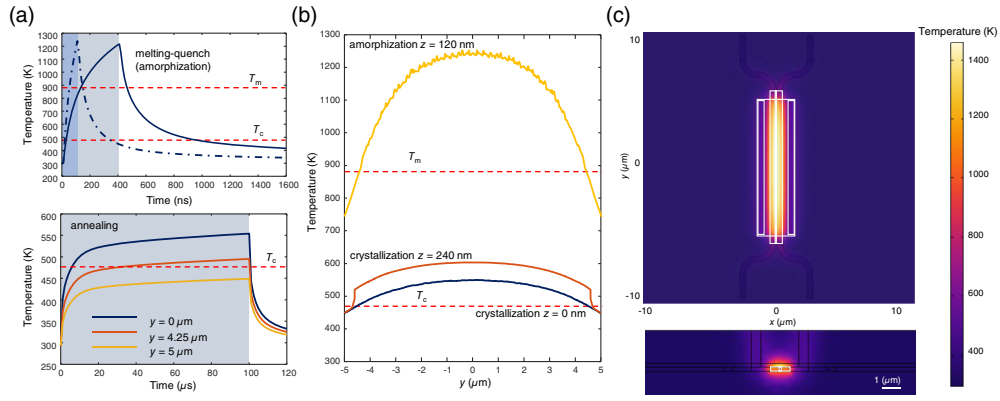 (a)
1300
1200
1100
1000
900
800
700
600
500
400
300
200
Temperature (K)
melting-quench
(amorphization)
Tm
Tc
0 200 400 600 800 1000 1200 1400 1600
Time (ns)
600
550
500
450
400
350
300
250
Temperature (K)
annealing
Tc
y = 0 µm
y = 4.25 µm
y = 5 µm
0 20 40 60 80 100 120
Time (µs)
(b)
1300
1200
1100
1000
900
800
700
600
500
400
300
Temperature (K)
amorphization z = 120 nm
Tm
crystallization z = 240 nm
Tc
crystallization z = 0 nm
-5 -4 -3 -2 -1 0 1 2 3 4 5
y (µm)
(c)
Temperature (K)
10
0
-10
y (µm)
-10 0 10
x (µm)
1 (µm)
1400
1200
1000
800
600
400